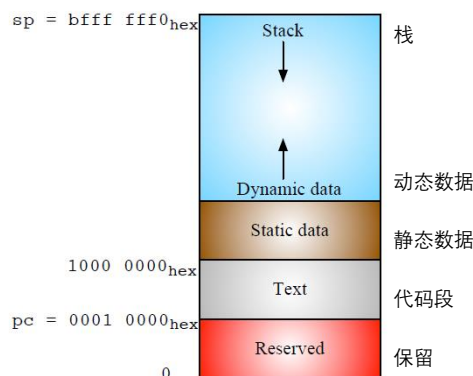 sp = bfff fff0hex
Stack
栈
Dynamic data
动态数据
Static data
静态数据
1000 0000hex
Text
代码段
pc = 0001 0000hex
Reserved
保留
0